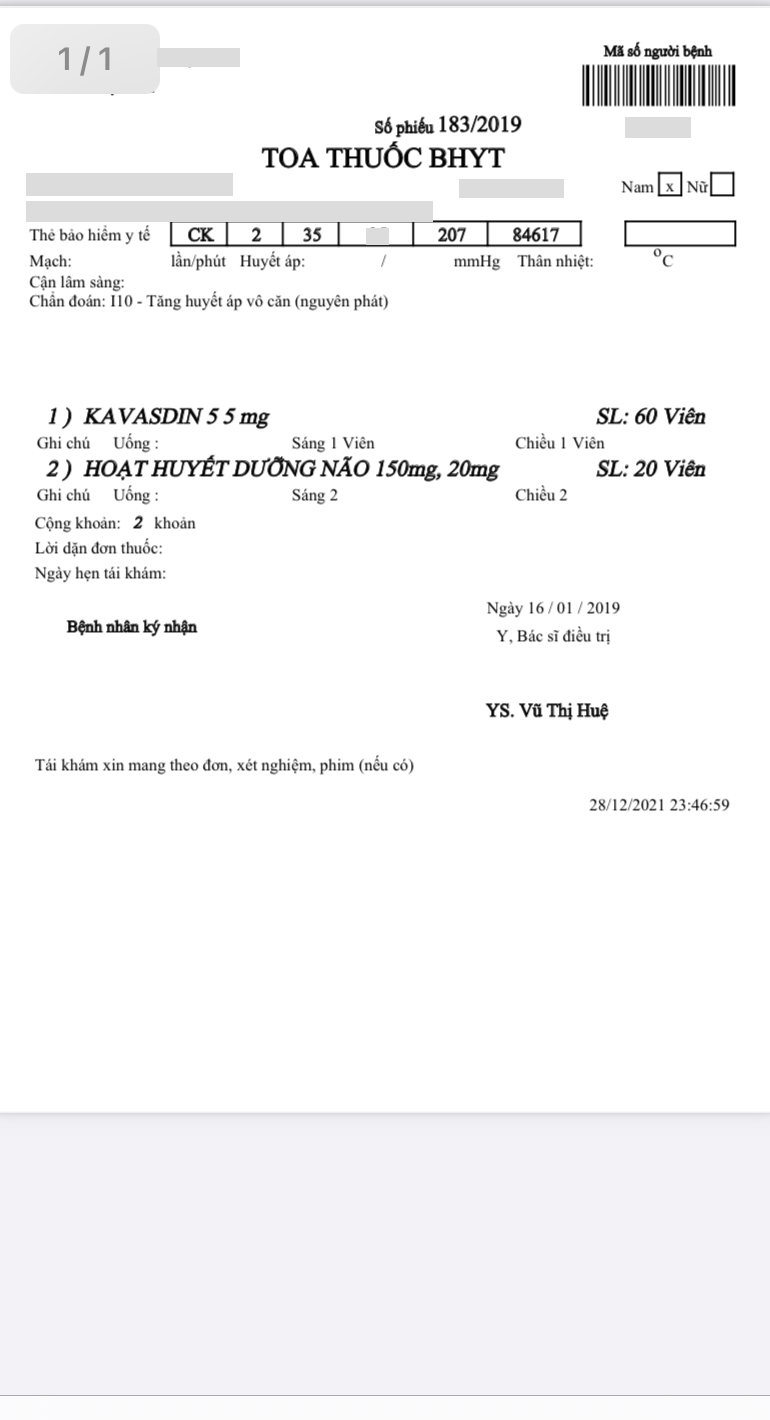 1/1
Mã số người bệnh
Số phiếu 183/2019
TOA THUỐC BHYT
Nam x Nữ
Thẻ bảo hiểm y tế CK 2 35 207 84617
Mạch: lần/phút Huyết áp: / mmHg Thân nhiệt: °C
Cận lâm sàng:
Chẩn đoán: I10 - Tăng huyết áp vô căn (nguyên phát)
1 ) KAVASDIN 5 5 mg SL: 60 Viên
Ghi chú Uống : Sáng 1 Viên Chiều 1 Viên
2 ) HOẠT HUYẾT DƯỠNG NÃO 150mg, 20mg SL: 20 Viên
Ghi chú Uống : Sáng 2 Chiều 2
Cộng khoản: 2 khoản
Lời dặn đơn thuốc:
Ngày hẹn tái khám:
Ngày 16 / 01 / 2019
Bệnh nhân ký nhận
Y, Bác sĩ điều trị
YS. Vũ Thị Huệ
Tái khám xin mang theo đơn, xét nghiệm, phim (nếu có)
28/12/2021 23:46:59